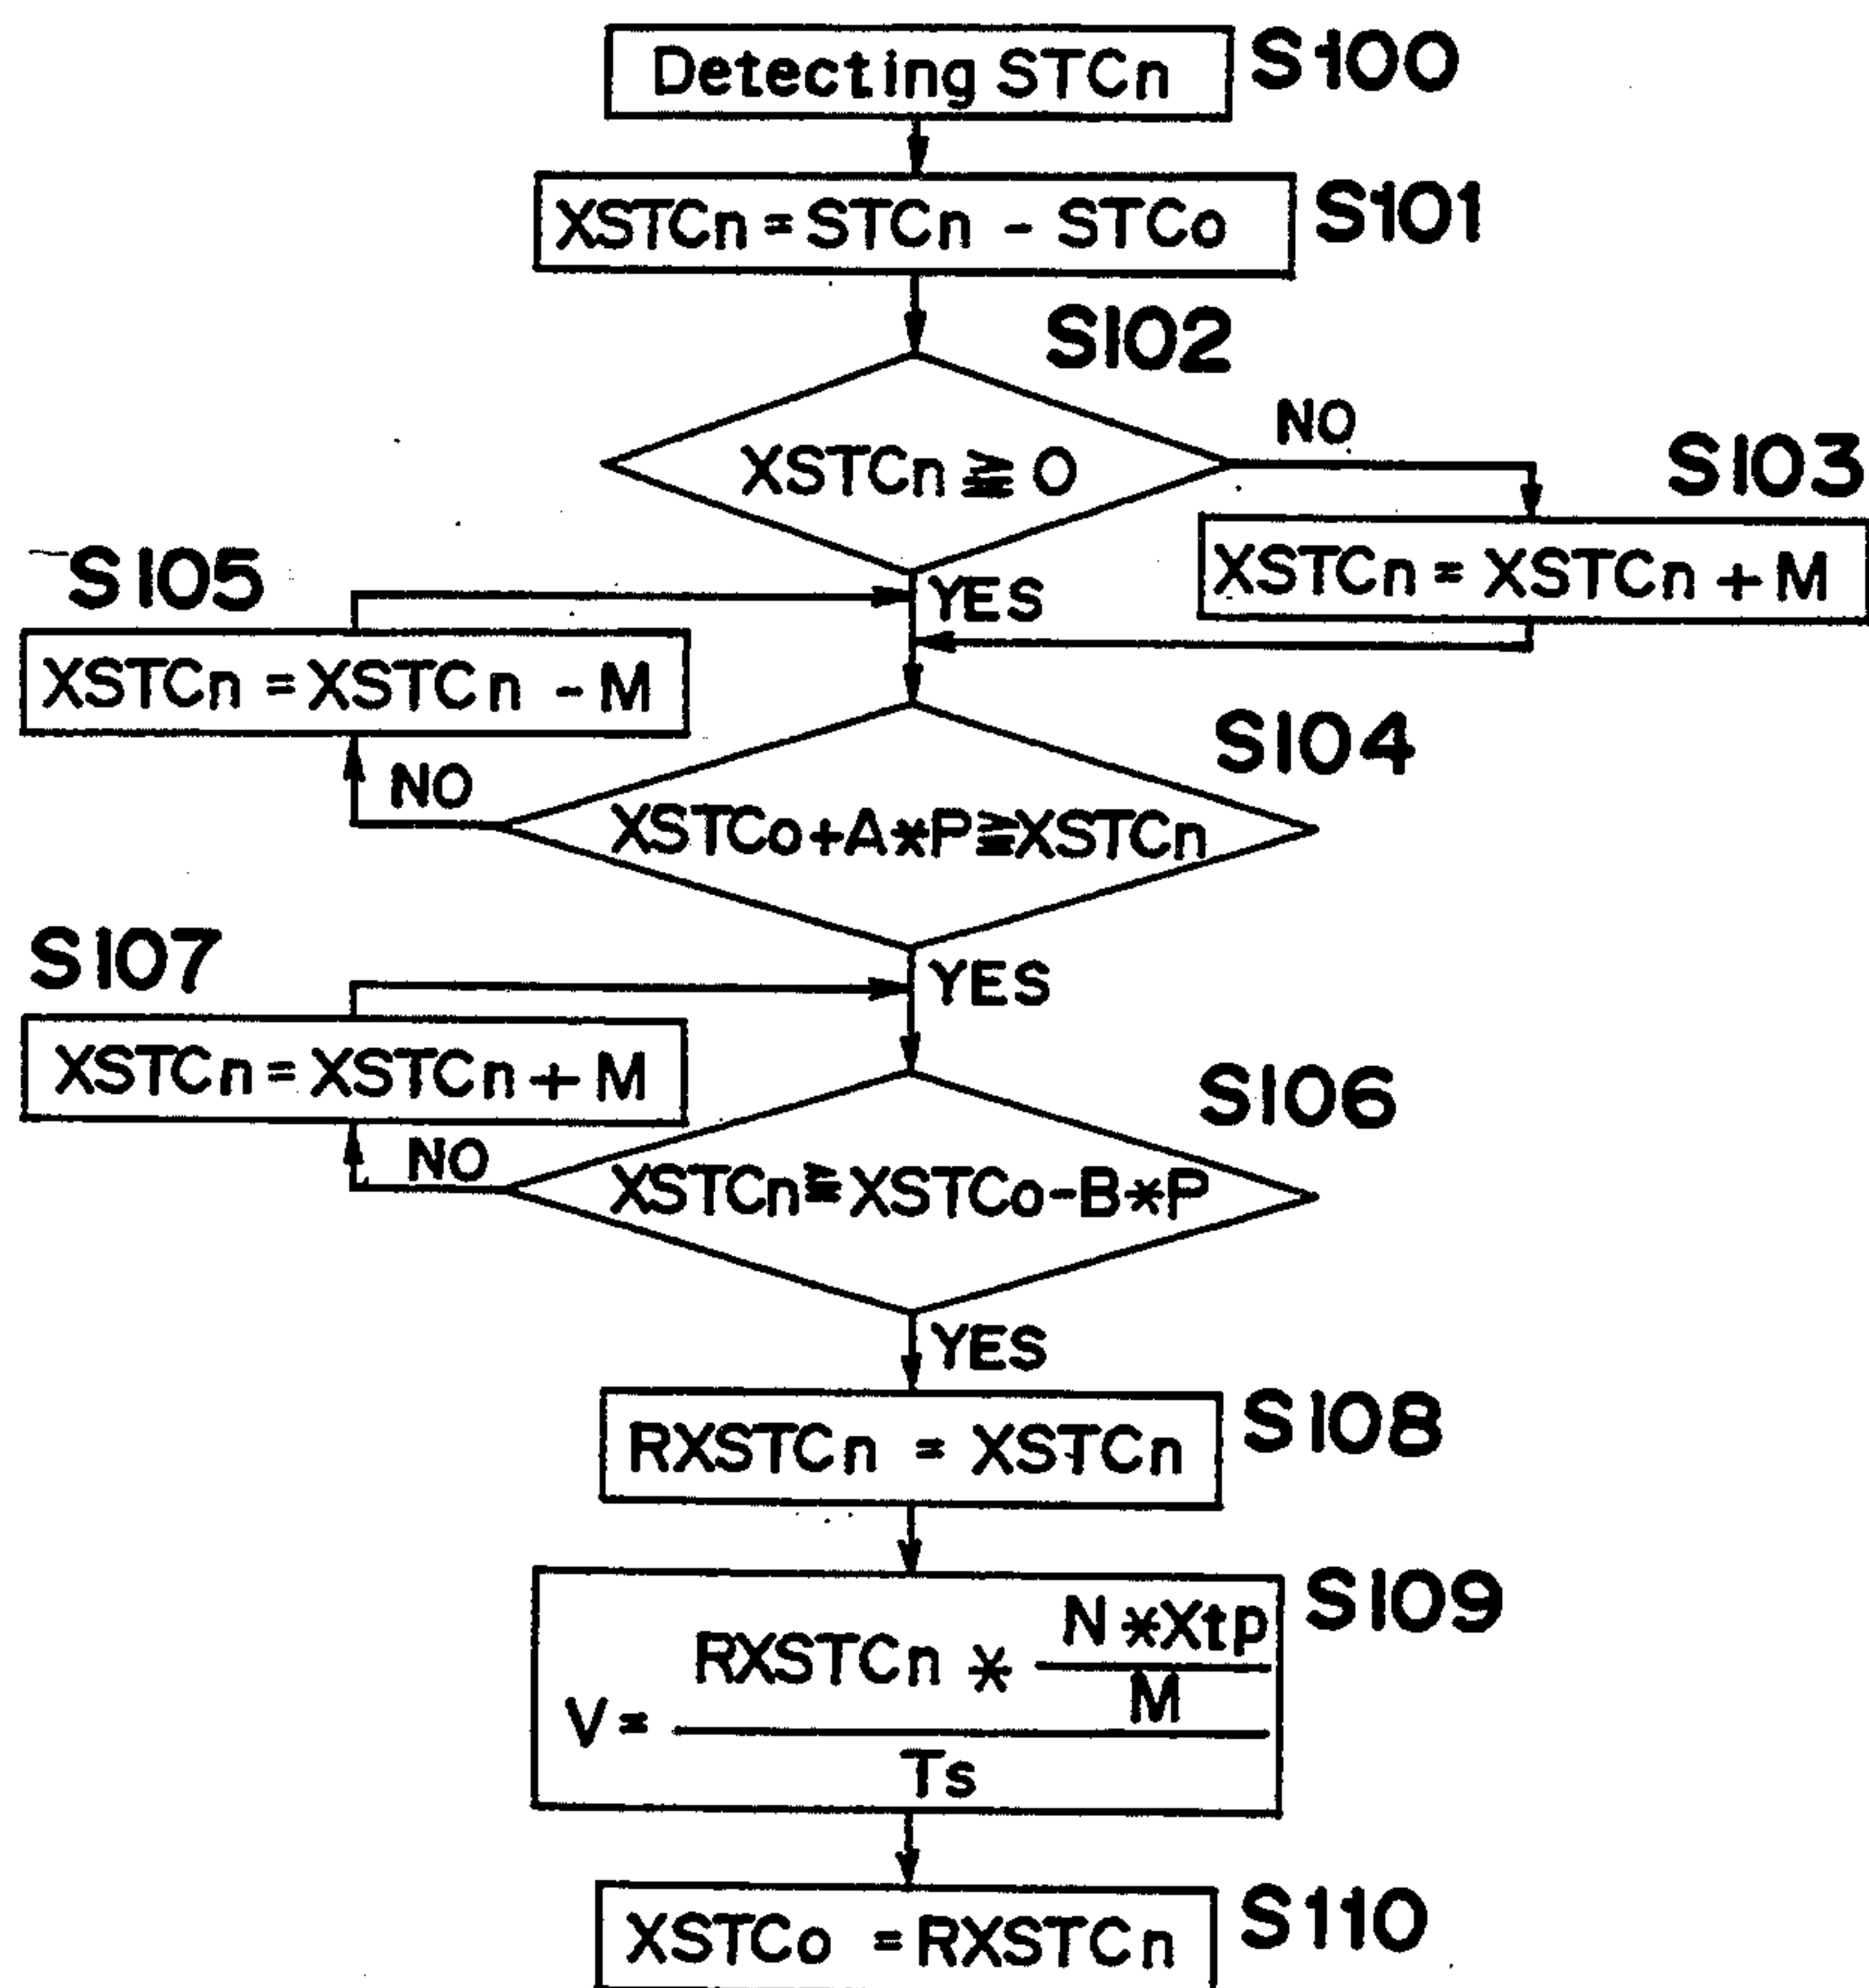 Detecting STCn
S100
XSTCn = STCn - STCo
S101
S102
XSTCn ≧ 0
NO
S103
XSTCn = XSTCn + M
YES
S105
XSTCn = XSTCn - M
NO
S104
XSTCo+A*P≧XSTCn
YES
S107
XSTCn = XSTCn + M
NO
S106
XSTCn≧XSTCo-B*P
YES
RXSTCn = XSTCn
S108
S109
N*Xtp
RXSTCn *
M
V=
Ts
XSTCo = RXSTCn
S110